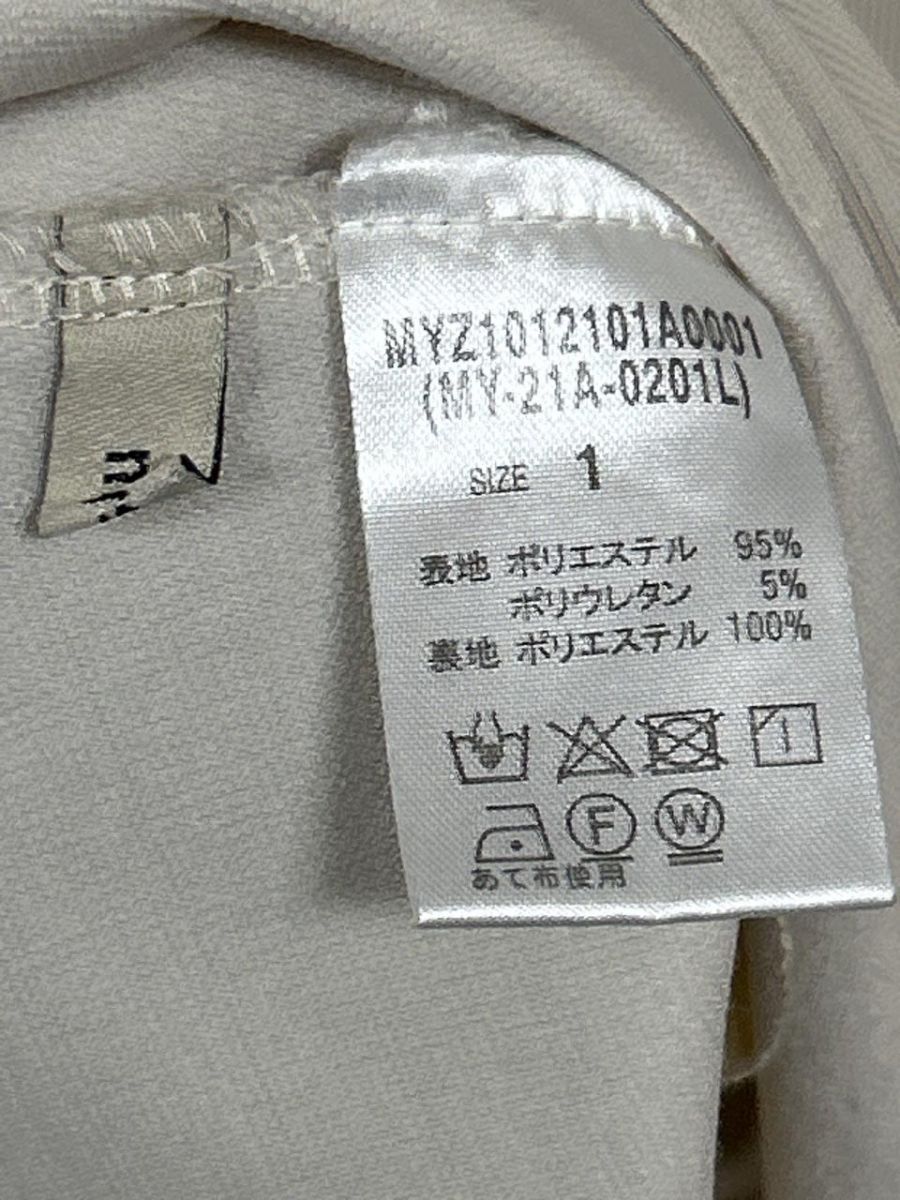 MYZ1012101A0001
(MY-21A-0201L)
SIZE 1
表地 ポリエステル 95%
ポリウレタン 5%
裏地 ポリエステル 100%
F W
あて布使用